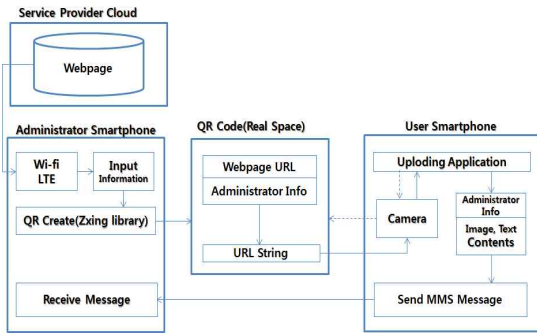 Service Provider Cloud
Webpage
Administrator Smartphone
Wi-fi
LTE
Input
Information
QR Create(Zxing library)
Receive Message
QR Code(Real Space)
Webpage URL
Administrator Info
URL String
User Smartphone
Uploding Application
Camera
Administrator
Info
Image, Text
Contents
Send MMS Message